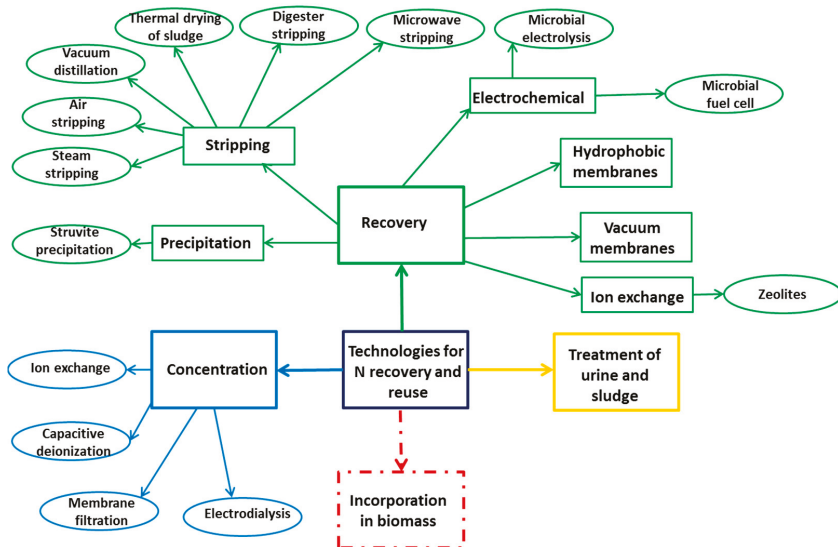 Thermal drying
of sludge
Digester
stripping
Microwave
stripping
Microbial
electrolysis
Vacuum
distillation
Electrochemical
Microbial
fuel cell
Air
stripping
Stripping
Steam
stripping
Hydrophobic
membranes
Recovery
Struvite
precipitation
Precipitation
Vacuum
membranes
Ion exchange
Zeolites
Ion exchange
Concentration
Technologies for
N recovery and
reuse
Treatment of
urine and
sludge
Capacitive
deionization
Membrane
filtration
Electrodialysis
Incorporation
in biomass